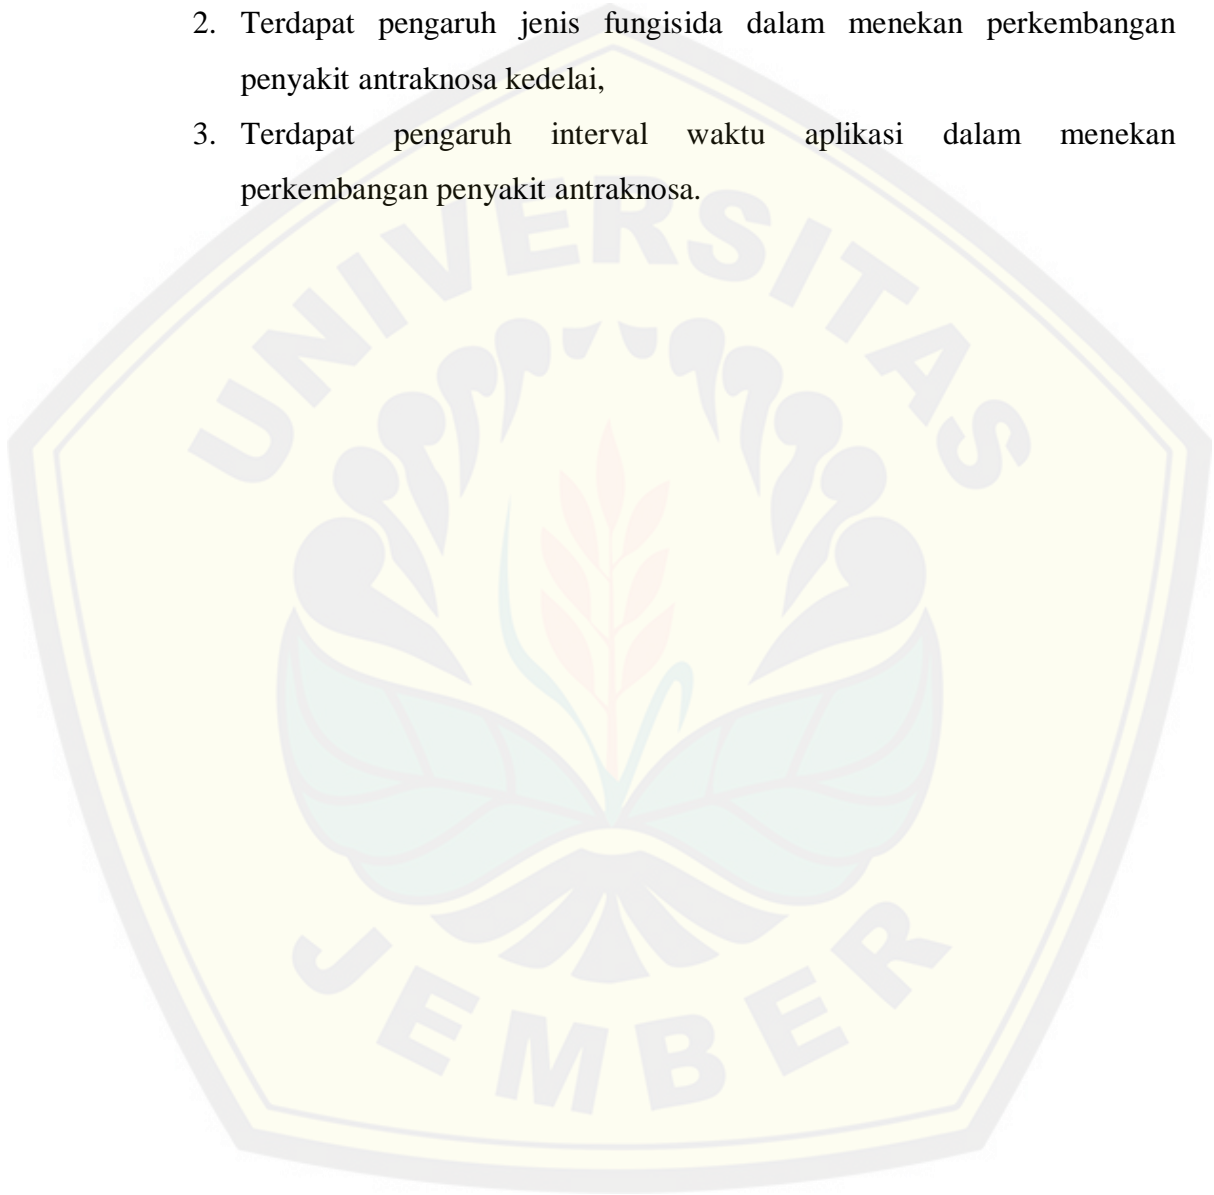 2. Terdapat pengaruh jenis fungisida dalam menekan perkembangan
penyakit antraknosa kedelai,
3. Terdapat pengaruh interval waktu aplikasi dalam menekan
perkembangan penyakit antraknosa.
UNIVERSITAS
JEMBER